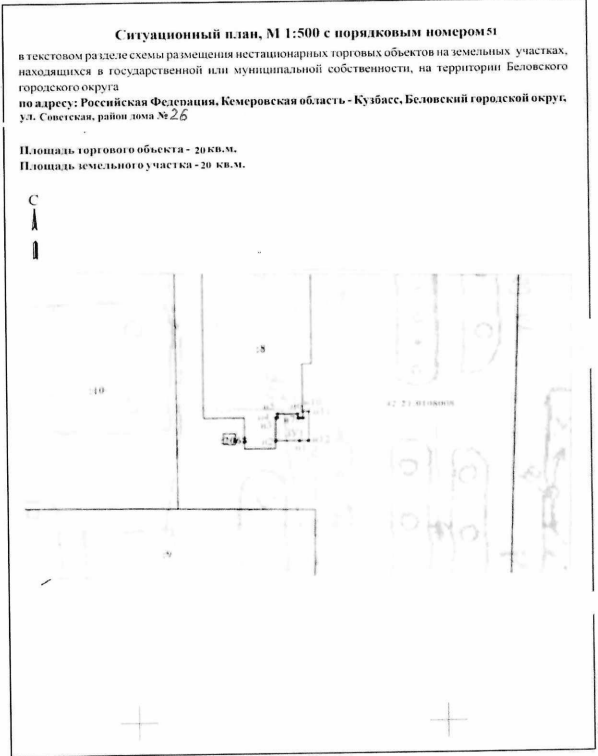 Ситуационный план, М 1:500 с порядковым номером 51
в текстовом разделе схемы размещения нестационарных торговых объектов на земельных участках,
находящихся в государственной или муниципальной собственности, на территории Беловского
городского округа
по адресу: Российская Федерация, Кемеровская область - Кузбасс, Беловский городской округ,
ул. Советская, район дома № 26
Площадь торгового объекта - 20 кв.м.
Площадь земельного участка - 20 кв.м.
С
:8
:10
:9